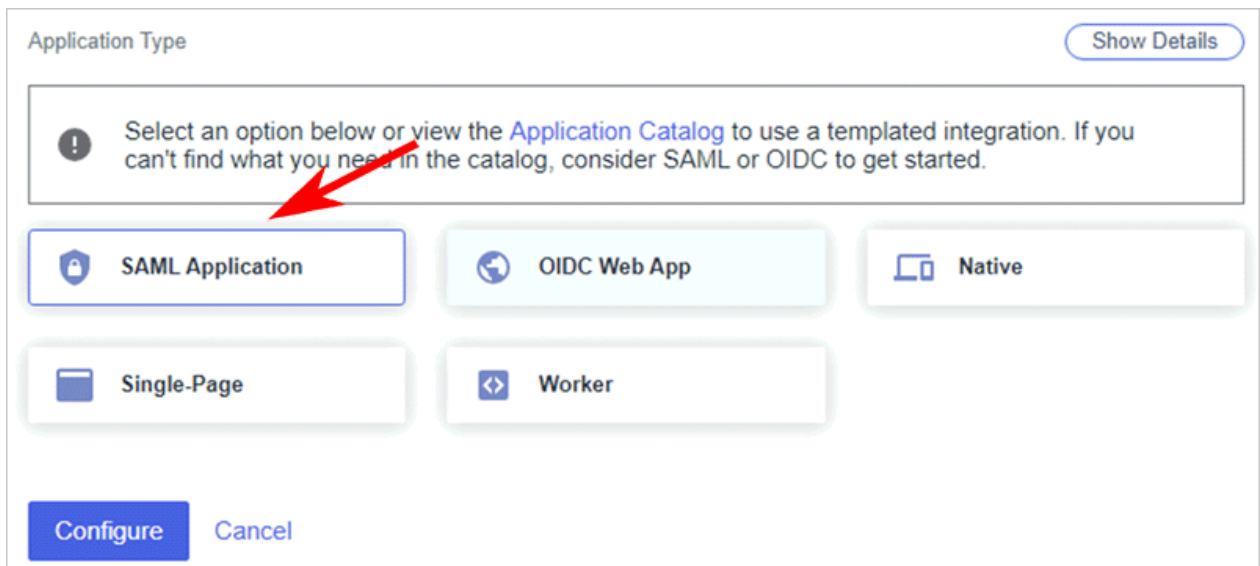 Application Type
Show Details
Select an option below or view the Application Catalog to use a templated integration. If you
can't find what you need in the catalog, consider SAML or OIDC to get started.
SAML Application
OIDC Web App
Native
Single-Page
Worker
Configure
Cancel